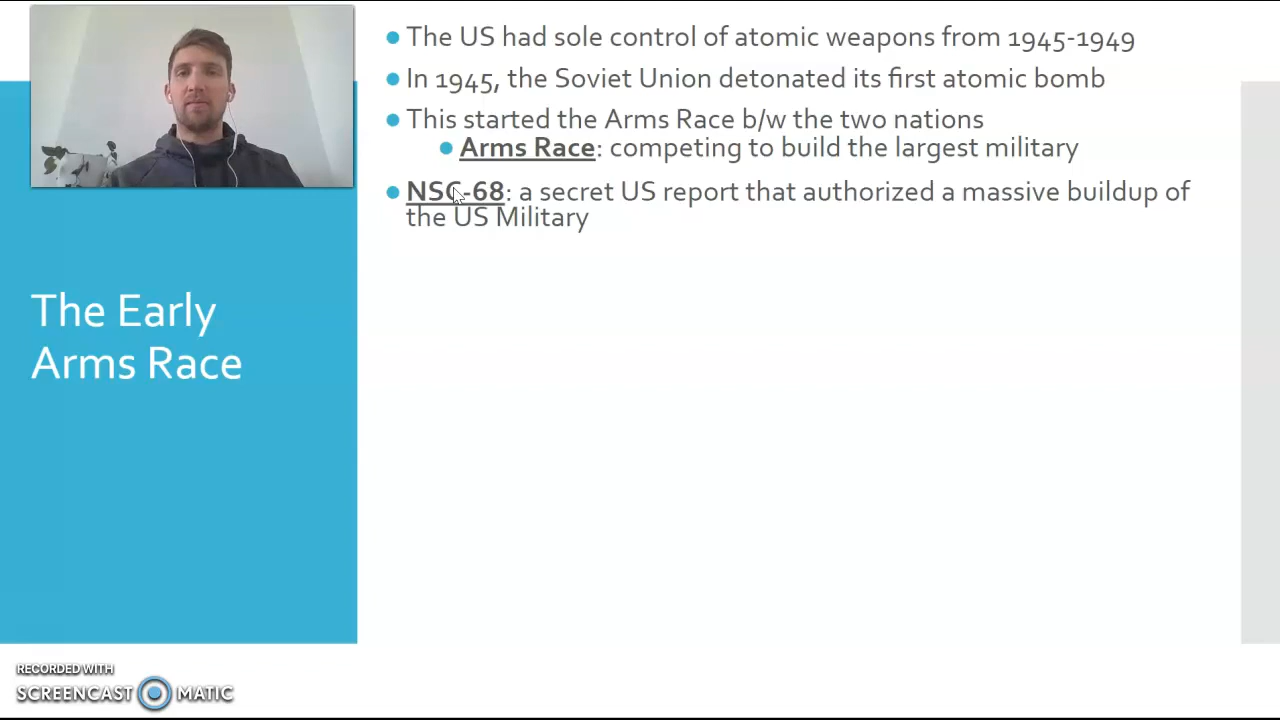 The US had sole control of atomic weapons from 1945-1949
In 1945, the Soviet Union detonated its first atomic bomb
This started the Arms Race b/w the two nations
Arms Race: competing to build the largest military
NSC-68: a secret US report that authorized a massive buildup of
the US Military
The Early
Arms Race
RECORDED WITH
SCREENCAST MATIC